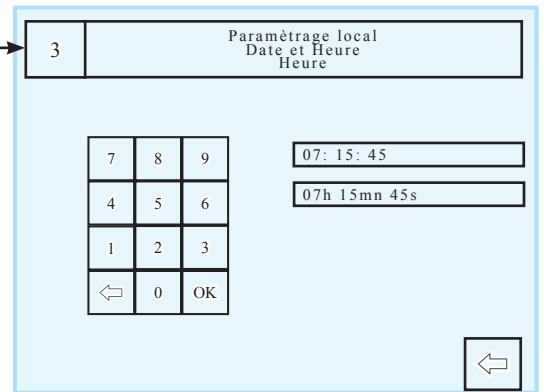 3
Paramètrage local
Date et Heure
Heure
7 8 9
4 5 6
1 2 3
0 OK
07: 15: 45
07h 15mn 45s